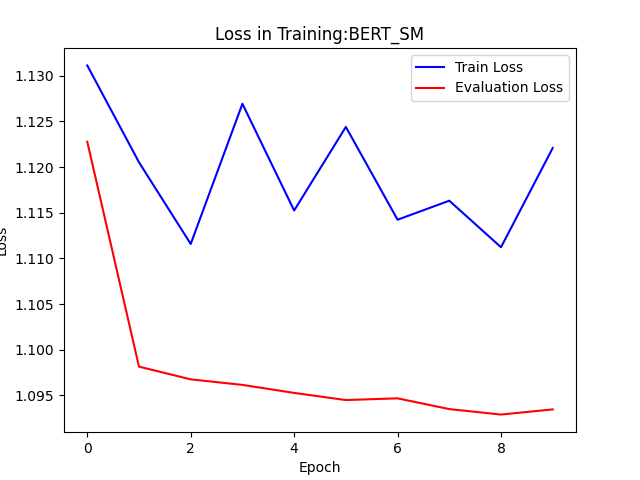 Loss in Training:BERT_SM
Train Loss
Evaluation Loss
1.130
1.125
1.120
1.115
1.110
1.105
1.100
1.095
Loss
0 2 4 6 8
Epoch